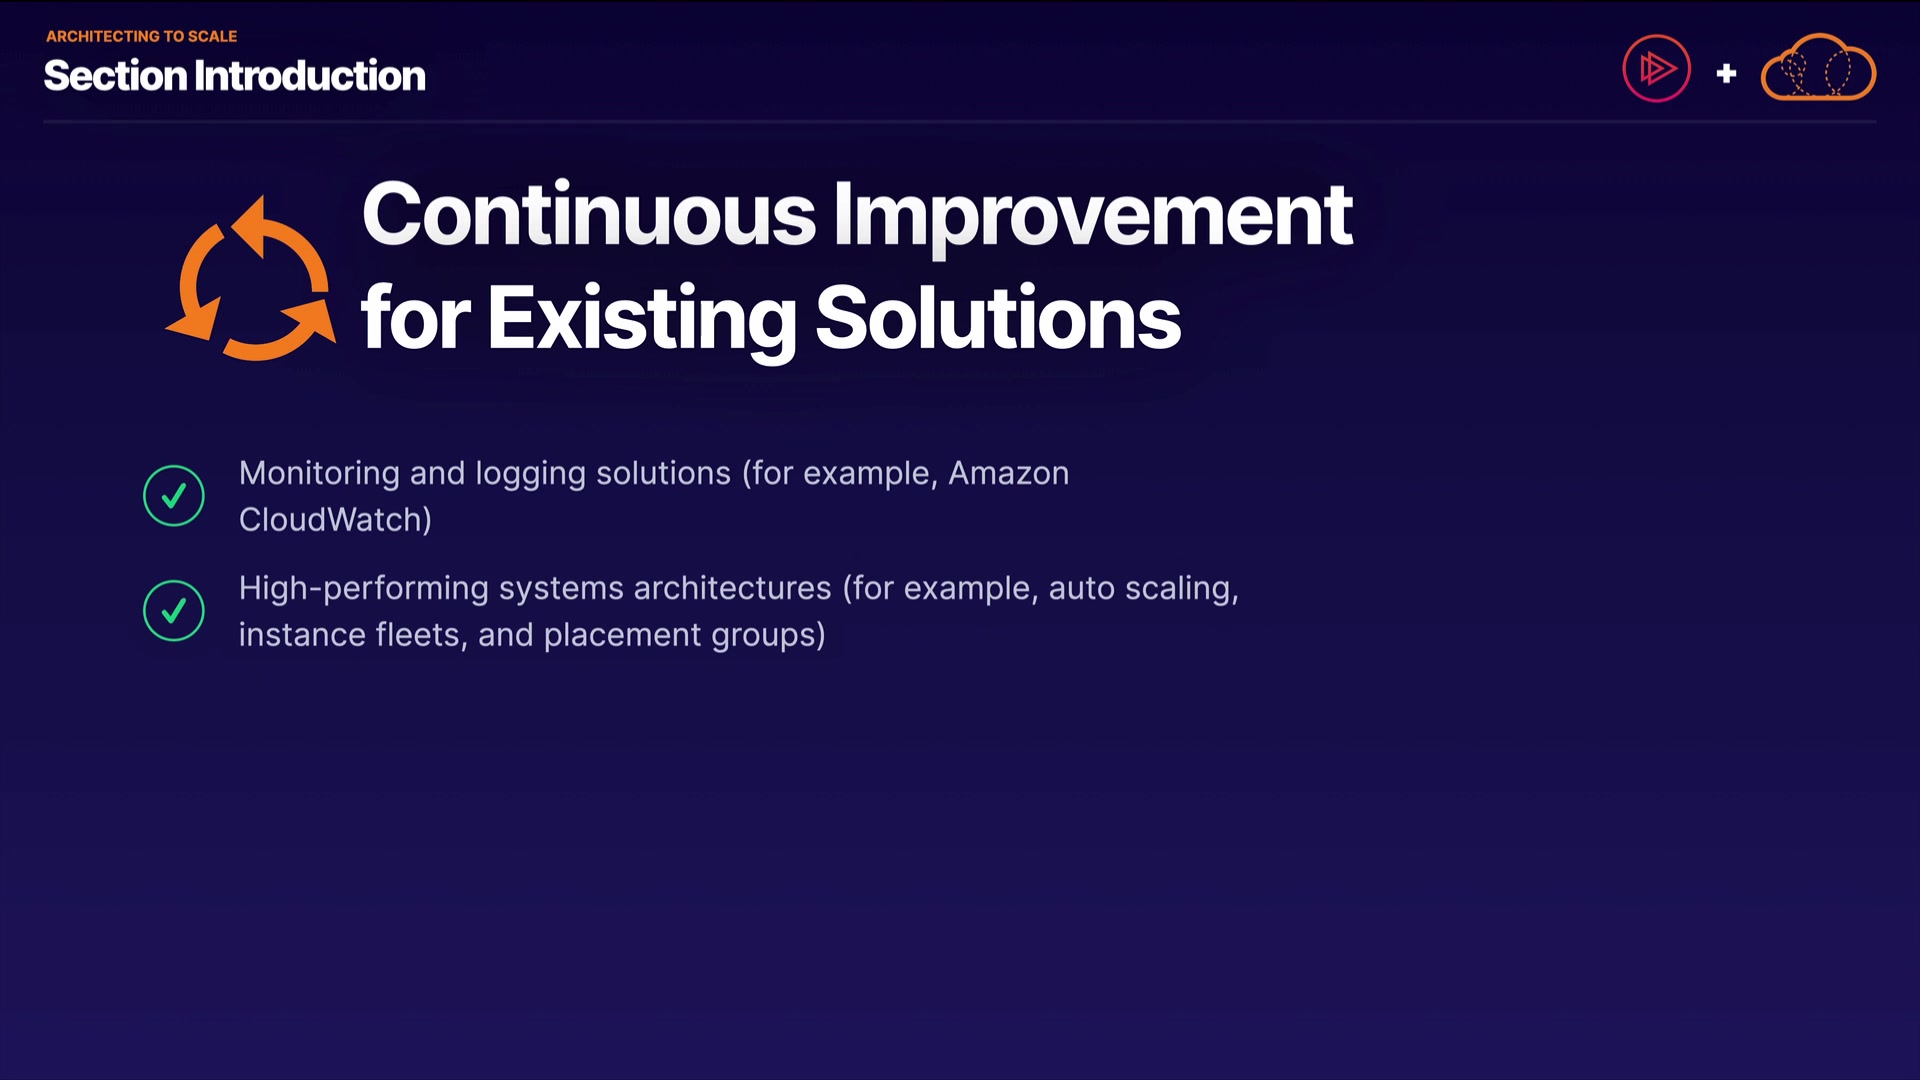 ARCHITECTING TO SCALE
Section Introduction
Continuous Improvement
for Existing Solutions
Monitoring and logging solutions (for example, Amazon
CloudWatch)
High-performing systems architectures (for example, auto scaling,
instance fleets, and placement groups)